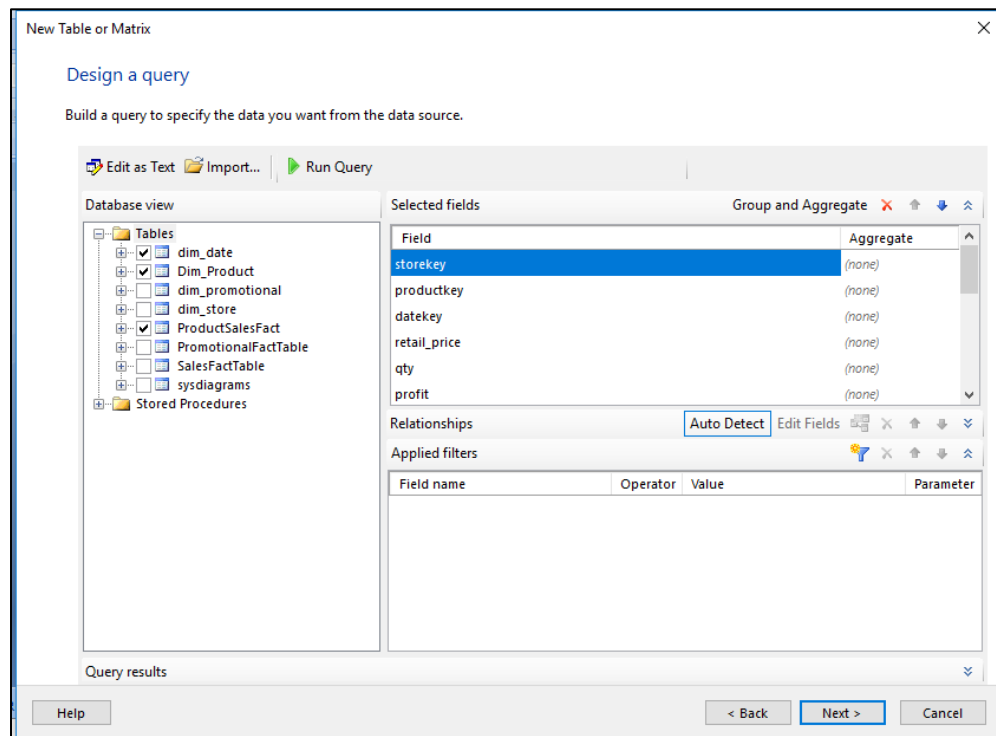 New Table or Matrix
Design a query
Build a query to specify the data you want from the data source.
Edit as Text Import... Run Query
Database view
Tables
dim_date
Dim_Product
dim_promotional
dim_store
ProductSalesFact
PromotionalFactTable
SalesFactTable
sysdiagrams
Stored Procedures
Selected fields Group and Aggregate
Field Aggregate
storekey (none)
productkey (none)
datekey (none)
retail_price (none)
qty (none)
profit (none)
Relationships Auto Detect Edit Fields
Applied filters
Field name Operator Value Parameter
Query results
Help < Back Next > Cancel